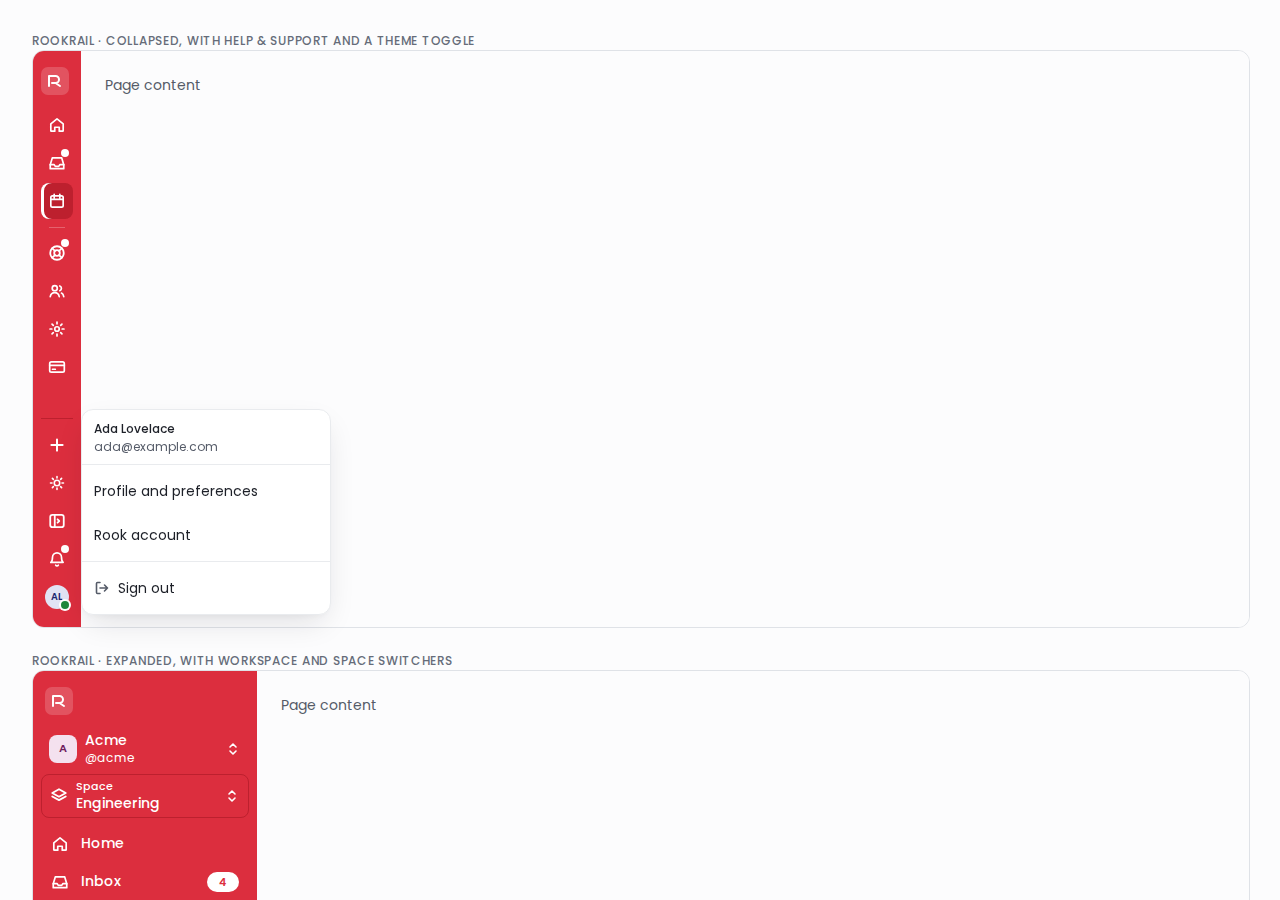 ROOKRAIL · COLLAPSED, WITH HELP & SUPPORT AND A THEME TOGGLE
R
Page content
Ada Lovelace
ada@example.com
Profile and preferences
Rook account
Sign out
AL
ROOKRAIL · EXPANDED, WITH WORKSPACE AND SPACE SWITCHERS
R
Page content
A
Acme
@acme
Space
Engineering
Home
Inbox
4